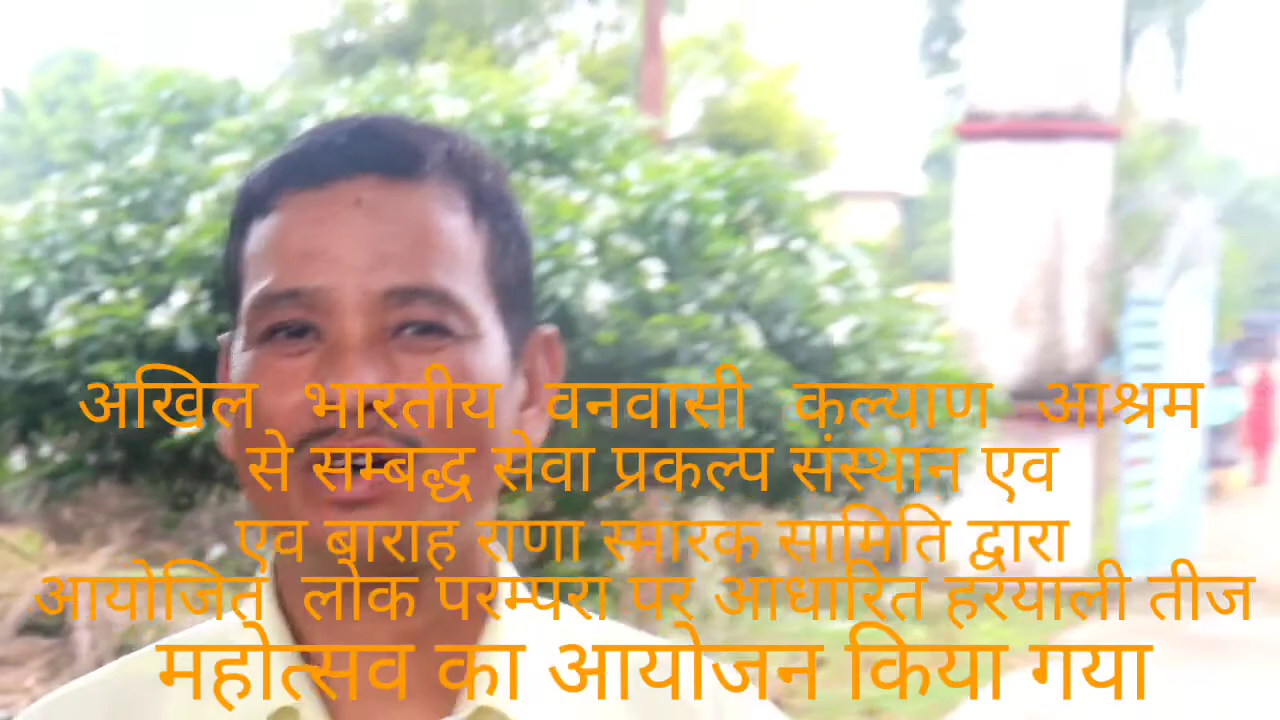 अखिल भारतीय वनवासी कल्याण आश्रम
से सम्बद्ध सेवा प्रकल्प संस्थान एव
एव बाराह राणा स्मारक सामिति द्वारा
आयोजित लोक परम्परा पर आधारित हरयाली तीज
महोत्सव का आयोजन किया गया